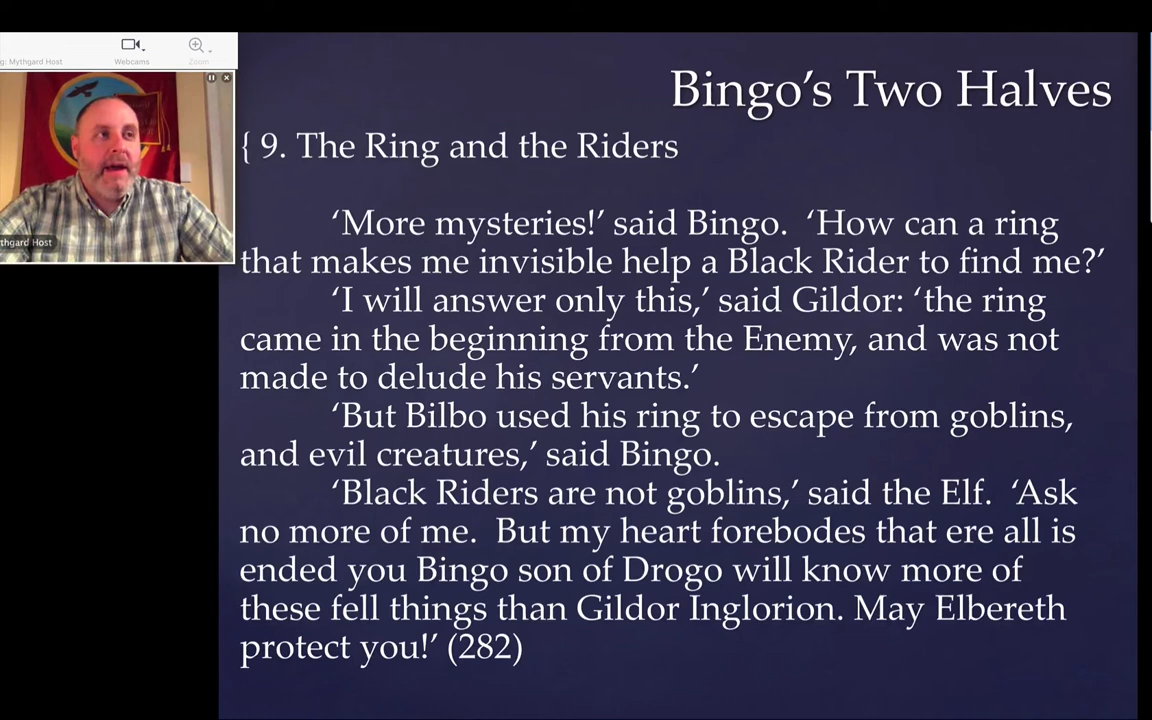 g: Mythgard Host
Webcams
Zoom
thgard Host
Bingo’s Two Halves
{ 9. The Ring and the Riders
‘More mysteries!’ said Bingo. ‘How can a ring
that makes me invisible help a Black Rider to find me?’
‘I will answer only this,’ said Gildor: ‘the ring
came in the beginning from the Enemy, and was not
made to delude his servants.’
‘But Bilbo used his ring to escape from goblins,
and evil creatures,’ said Bingo.
‘Black Riders are not goblins,’ said the Elf. ‘Ask
no more of me. But my heart forebodes that ere all is
ended you Bingo son of Drogo will know more of
these fell things than Gildor Inglorion. May Elbereth
protect you!’ (282)